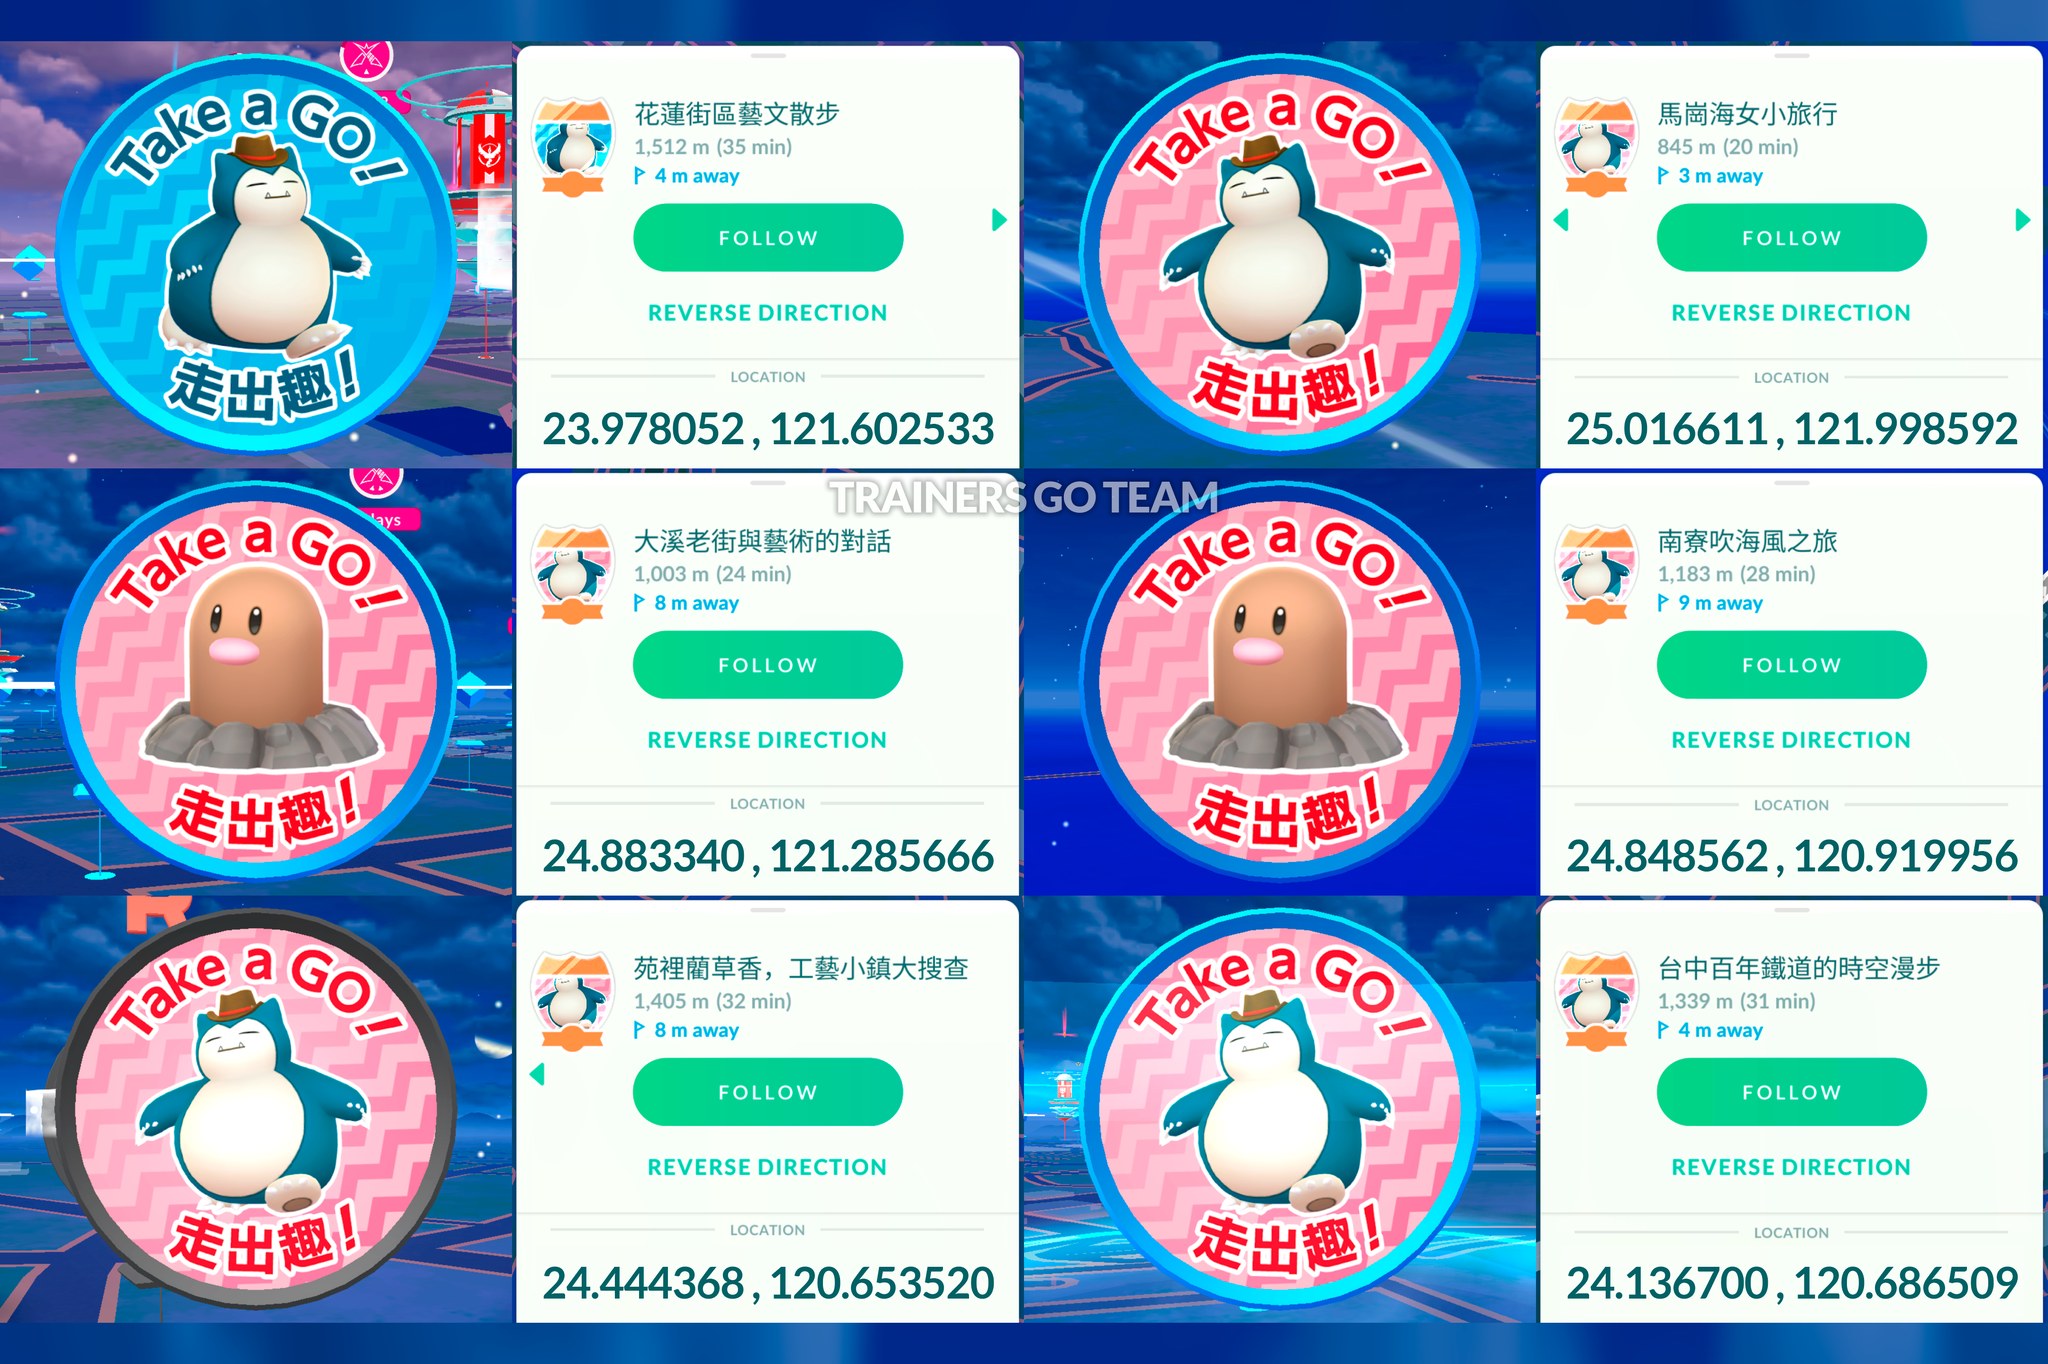 Take a GO!
走出趣!
花蓮街區藝文散步
1,512 m (35 min)
4 m away
FOLLOW
REVERSE DIRECTION
LOCATION
23.978052 , 121.602533
Take a GO!
走出趣!
馬崗海女小旅行
845 m (20 min)
3 m away
FOLLOW
REVERSE DIRECTION
LOCATION
25.016611 , 121.998592
TRAINERS GO TEAM
Take a GO!
走出趣!
大溪老街與藝術的對話
1,003 m (24 min)
8 m away
FOLLOW
REVERSE DIRECTION
LOCATION
24.883340 , 121.285666
Take a GO!
走出趣!
南寮吹海風之旅
1,183 m (28 min)
9 m away
FOLLOW
REVERSE DIRECTION
LOCATION
24.848562 , 120.919956
Take a GO!
走出趣!
苑裡藺草香，工藝小鎮大搜查
1,405 m (32 min)
8 m away
FOLLOW
REVERSE DIRECTION
LOCATION
24.444368 , 120.653520
Take a GO!
走出趣!
台中百年鐵道的時空漫步
1,339 m (31 min)
4 m away
FOLLOW
REVERSE DIRECTION
LOCATION
24.136700 , 120.686509